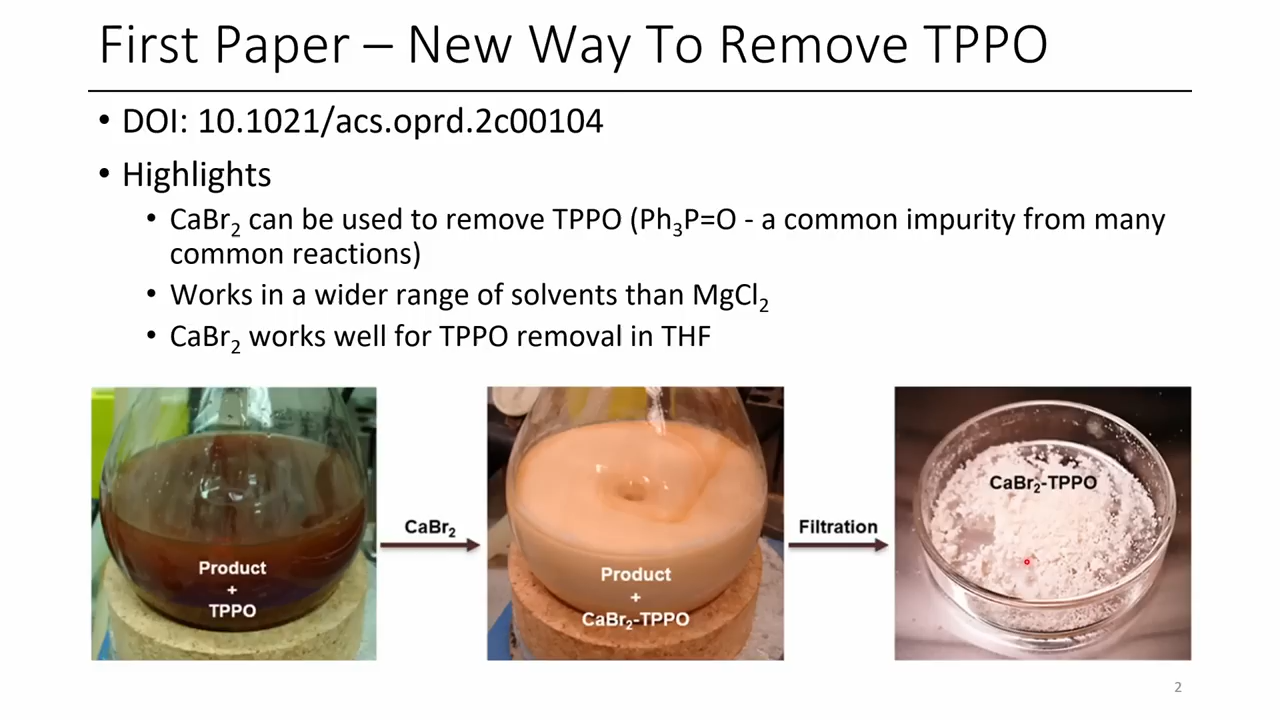 First Paper – New Way To Remove TPPO
• DOI: 10.1021/acs.oprd.2c00104
• Highlights
• CaBr₂ can be used to remove TPPO (Ph₃P=O - a common impurity from many
common reactions)
• Works in a wider range of solvents than MgCl₂
• CaBr₂ works well for TPPO removal in THF
Product
+
TPPO
CaBr₂
Product
+
CaBr₂-TPPO
Filtration
CaBr₂-TPPO
2